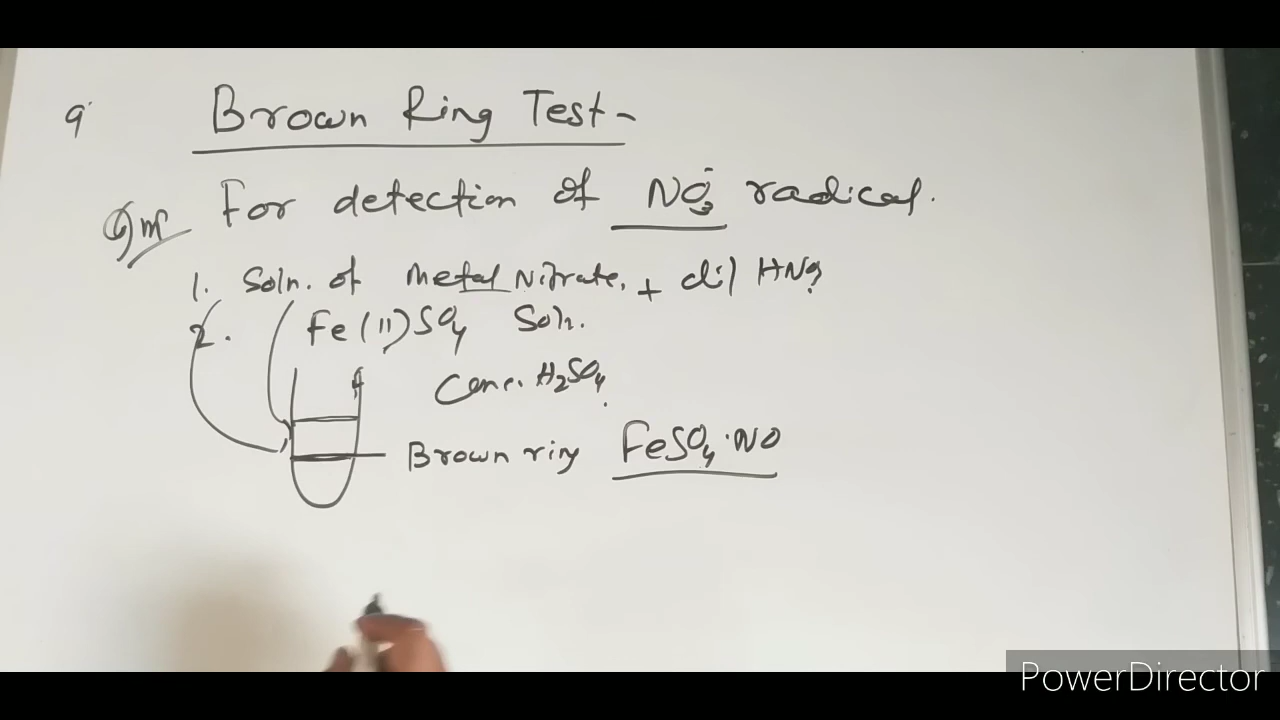 9. Brown Ring Test -
For detection of NO₃⁻ radical.
1. Soln. of Metal Nitrate. + dil HNO₃
2. Fe(II)SO₄ Soln.
Conc. H₂SO₄.
Brown ring FeSO₄·NO
PowerDirector